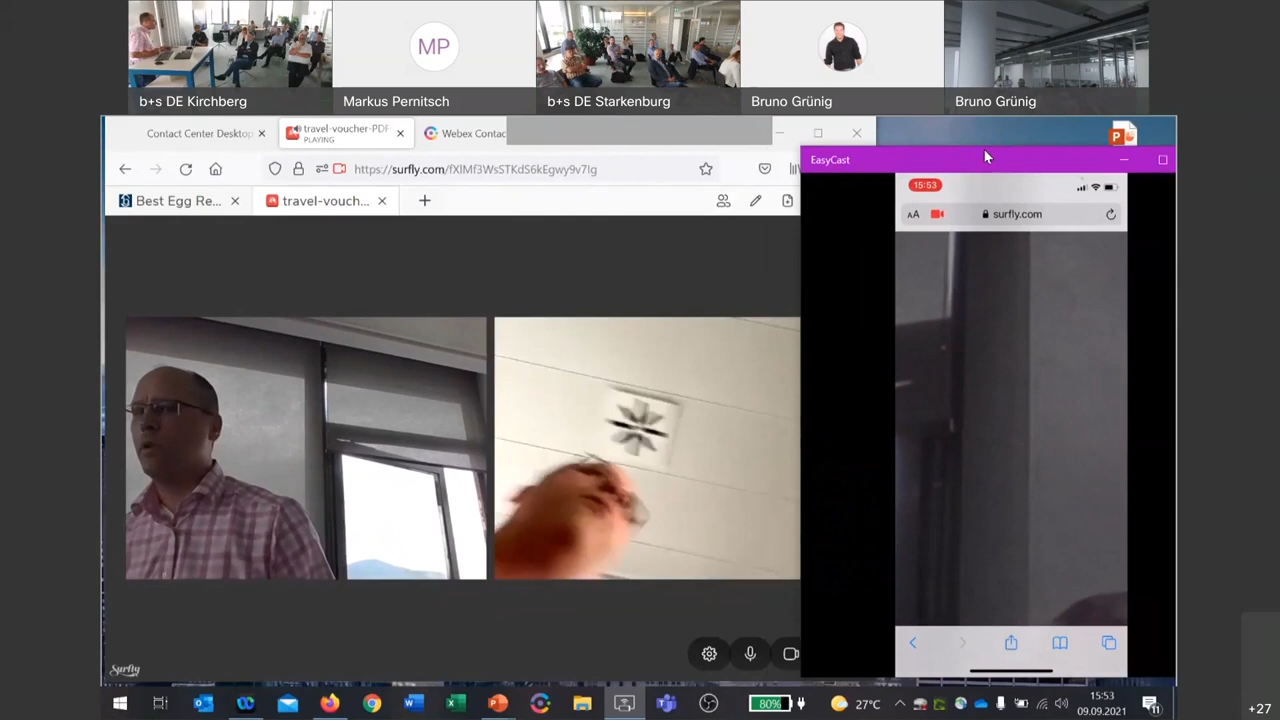 MP
b+s DE Kirchberg
Markus Pernitsch
b+s DE Starkenburg
Bruno Grünig
Bruno Grünig
Contact Center Desktop
travel-voucher-PDF
PLAYING
Webex Contac
P
EasyCast
https://surfly.com/
15:53
Best Egg Re...
travel-vouch...
AA
surfly.com
Surfly
80%
27°C
15:53
09.09.2021
11
+27